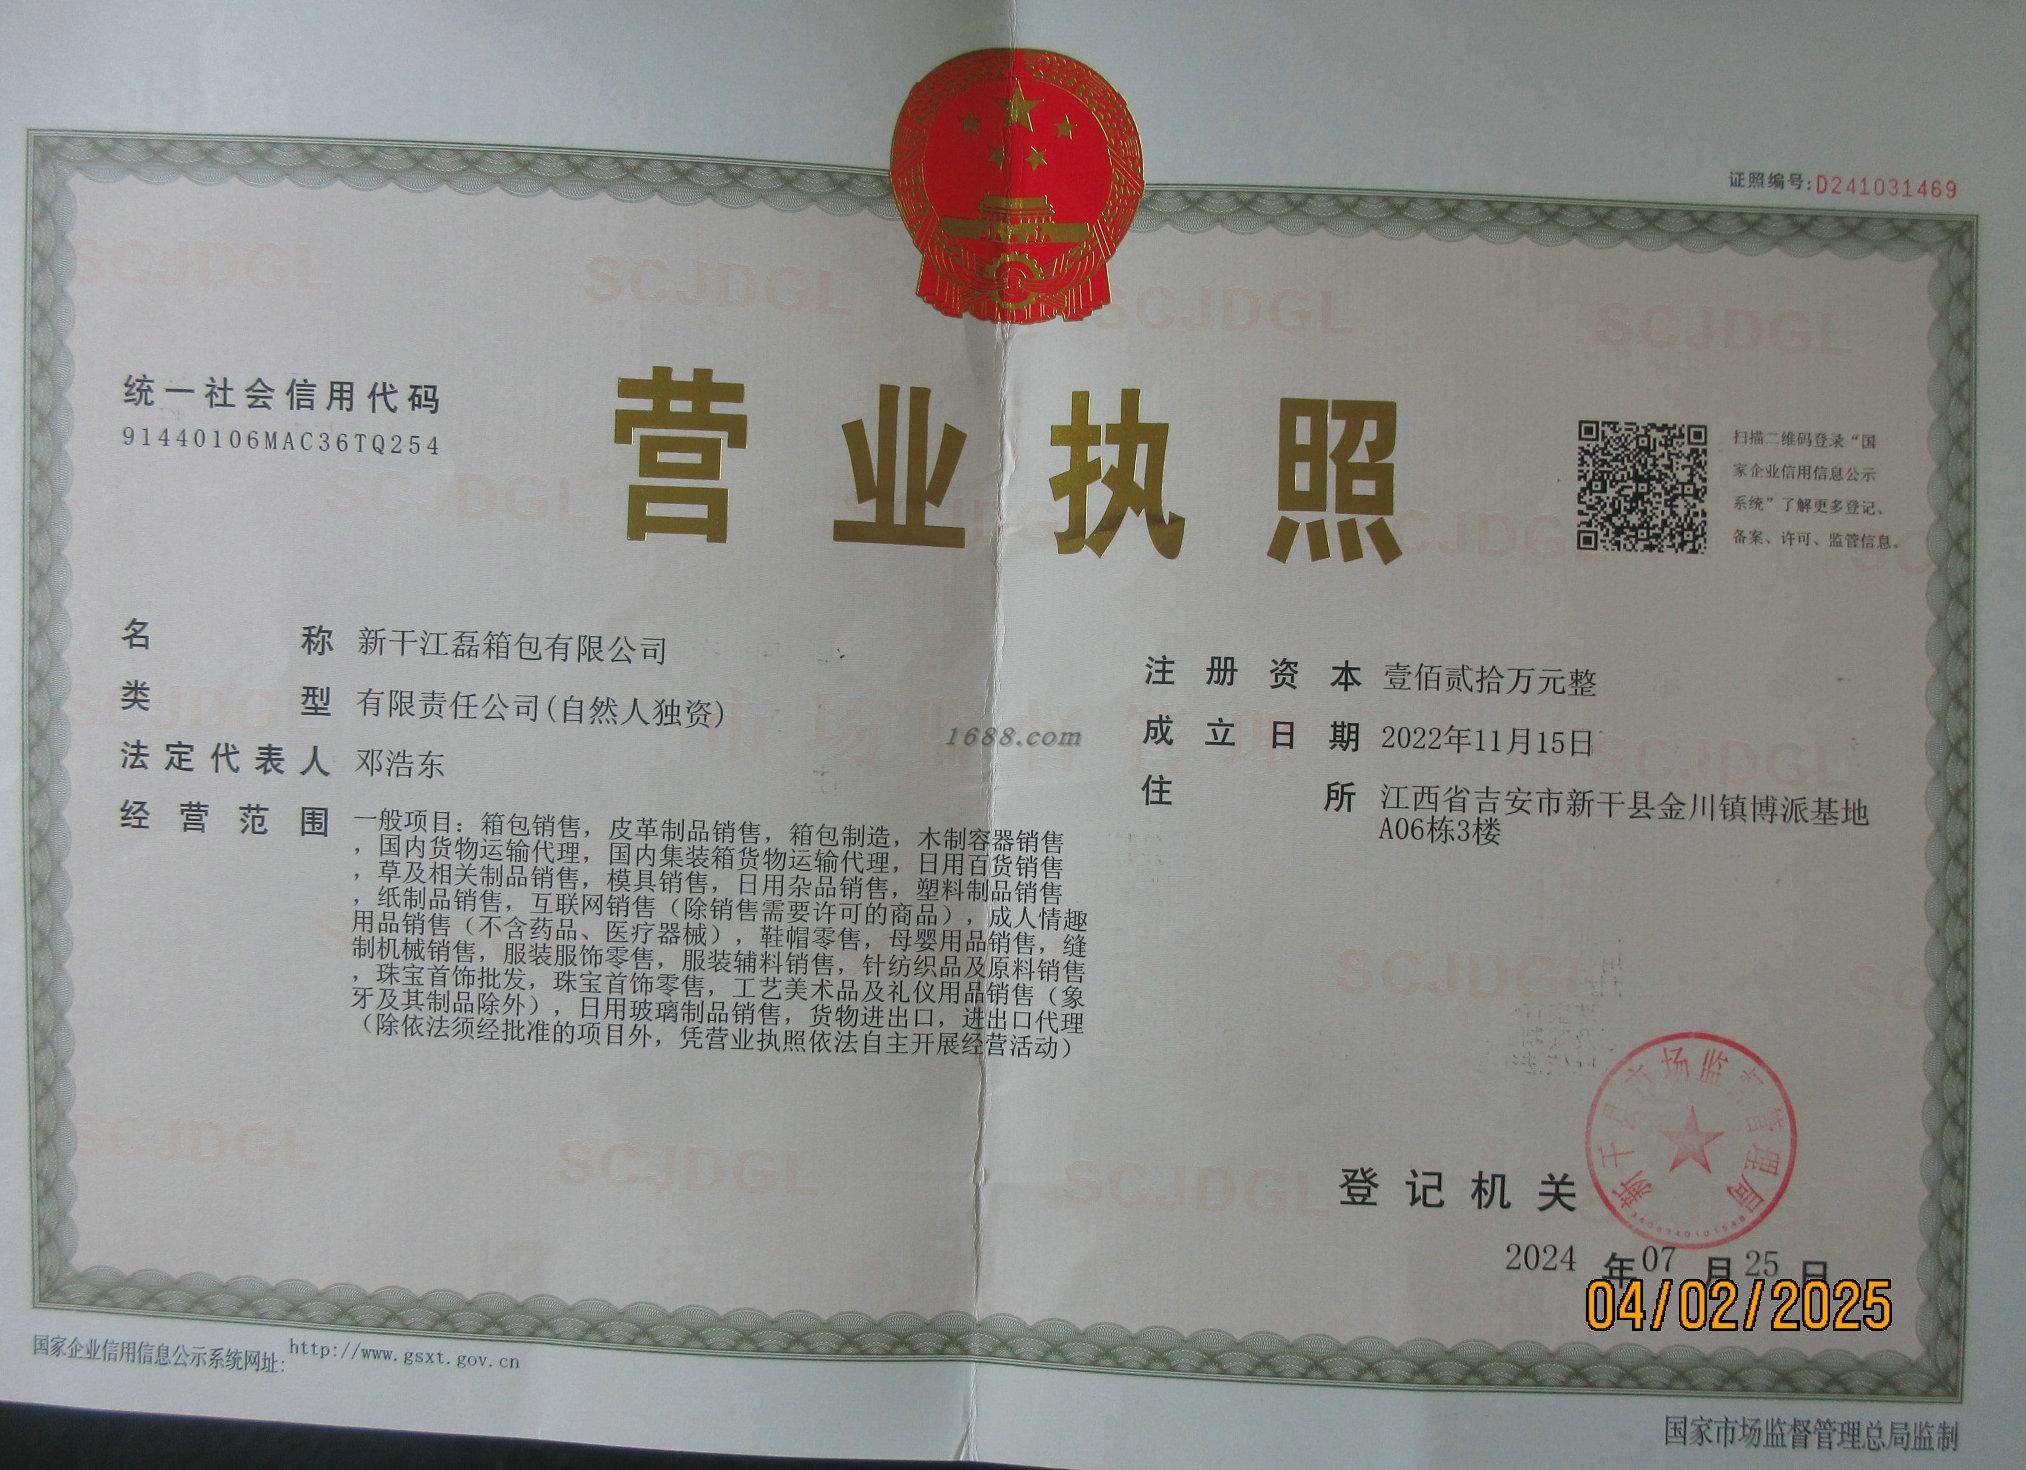 证照编号:D241031469
统一社会信用代码
91440106MAC36TQ254
营业执照
扫描二维码登录“国
家企业信用信息公示
系统”了解更多登记、
备案、许可、监管信息。
名称 新干江磊箱包有限公司
类型 有限责任公司(自然人独资)
法定代表人 邓浩东
经营范围 一般项目：箱包销售，皮革制品销售，箱包制造，木制容器销售
，国内货物运输代理，国内集装箱货物运输代理，日用百货销售
，草及相关制品销售，模具销售，日用杂品销售，塑料制品销售
，纸制品销售，互联网销售（除销售需要许可的商品），成人情趣
用品销售（不含药品、医疗器械），鞋帽零售，母婴用品销售，缝
制机械销售，服装服饰零售，服装辅料销售，针纺织品及原料销售
，珠宝首饰批发，珠宝首饰零售，工艺美术品及礼仪用品销售（象
牙及其制品除外），日用玻璃制品销售，货物进出口，进出口代理
（除依法须经批准的项目外，凭营业执照依法自主开展经营活动）
注册资本 壹佰贰拾万元整
成立日期 2022年11月15日
住所 江西省吉安市新干县金川镇博派基地
A06栋3楼
1688.com
登记机关
新干县市场监督管理局
2024年07月25日
04/02/2025
国家企业信用信息公示系统网址: http://www.gsxt.gov.cn
国家市场监督管理总局监制
SCJDGL